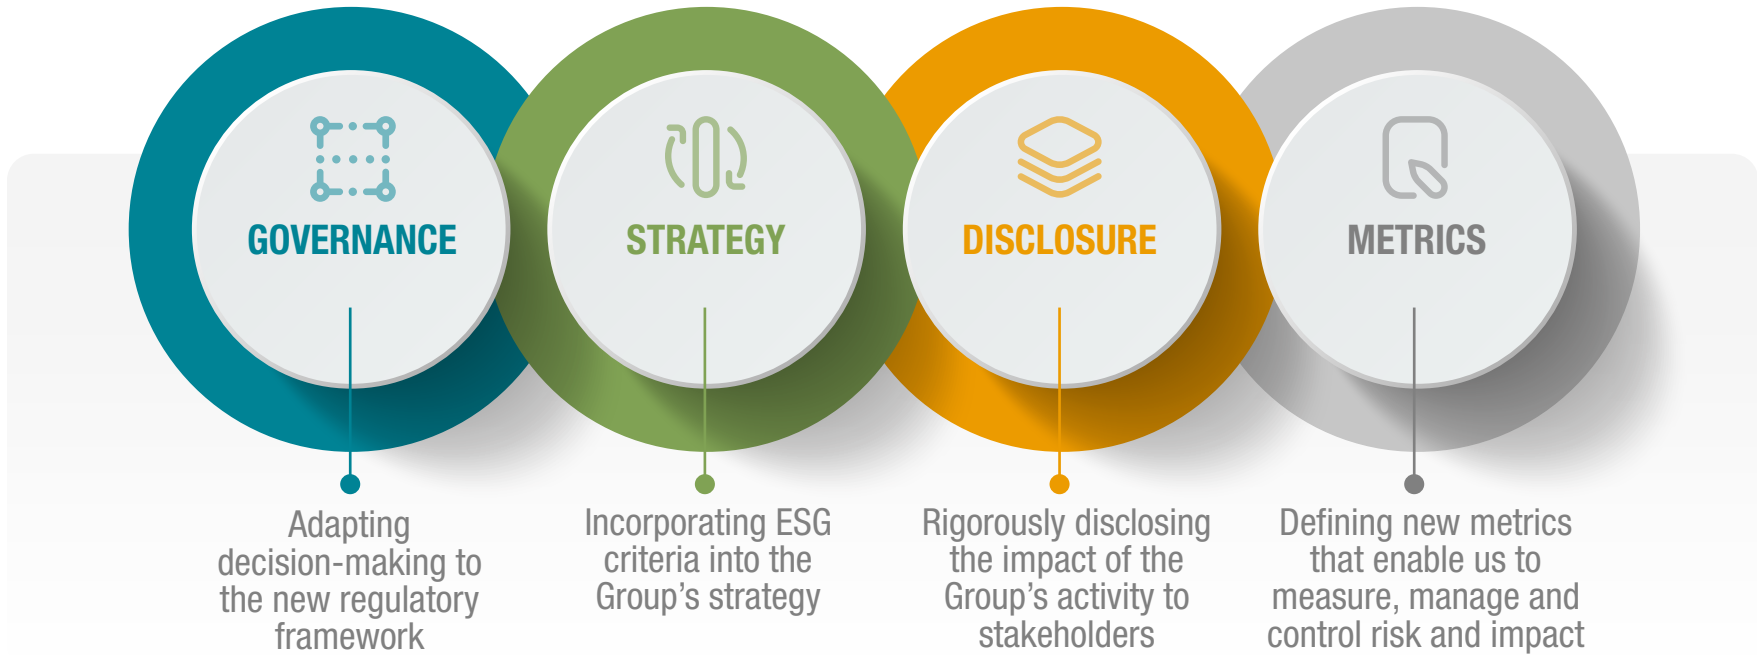 GOVERNANCE
Adapting
decision-making to
the new regulatory
framework
STRATEGY
Incorporating ESG
criteria into the
Group’s strategy
DISCLOSURE
Rigorously disclosing
the impact of the
Group’s activity to
stakeholders
METRICS
Defining new metrics
that enable us to
measure, manage and
control risk and impact